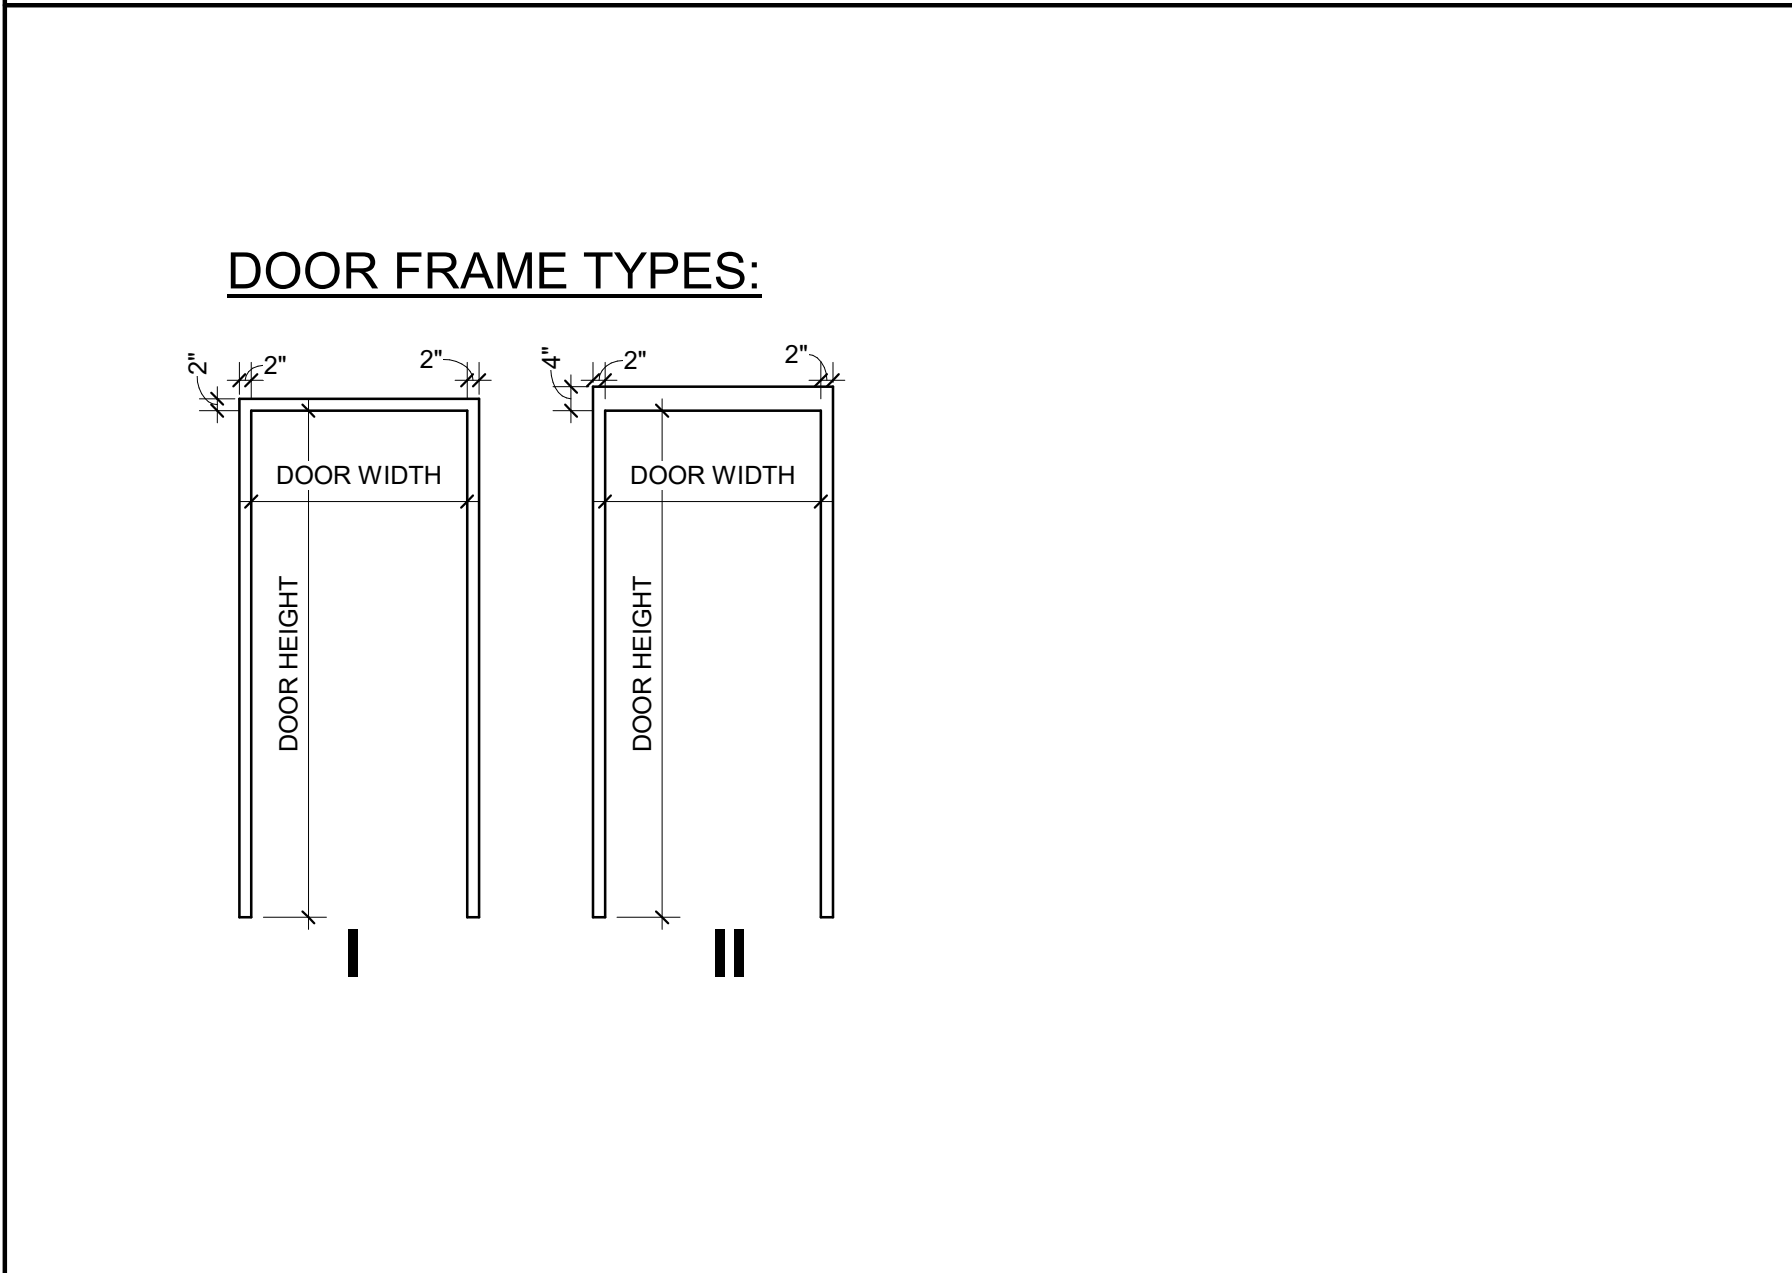 DOOR FRAME TYPES:
2"
2"
2"
DOOR WIDTH
DOOR HEIGHT
I
4"
2"
2"
DOOR WIDTH
DOOR HEIGHT
II